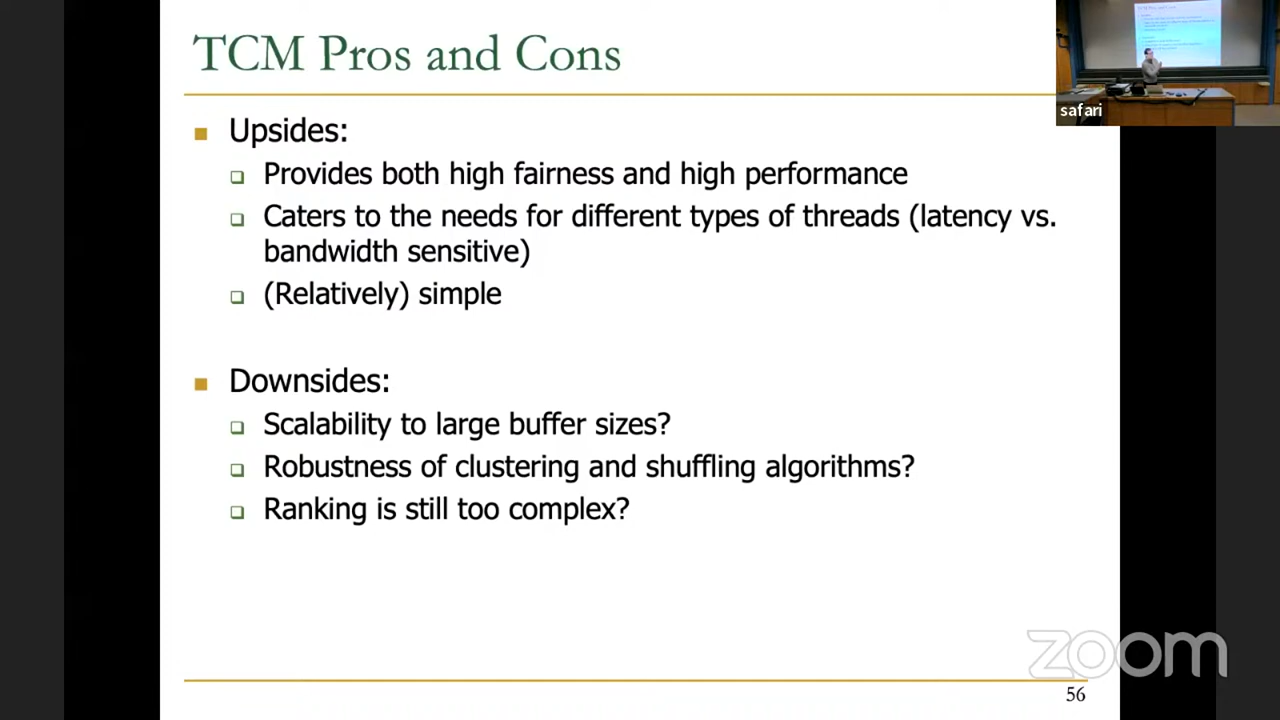 TCM Pros and Cons
safari
Upsides:
Provides both high fairness and high performance
Caters to the needs for different types of threads (latency vs.
bandwidth sensitive)
(Relatively) simple
Downsides:
Scalability to large buffer sizes?
Robustness of clustering and shuffling algorithms?
Ranking is still too complex?
zoom
56